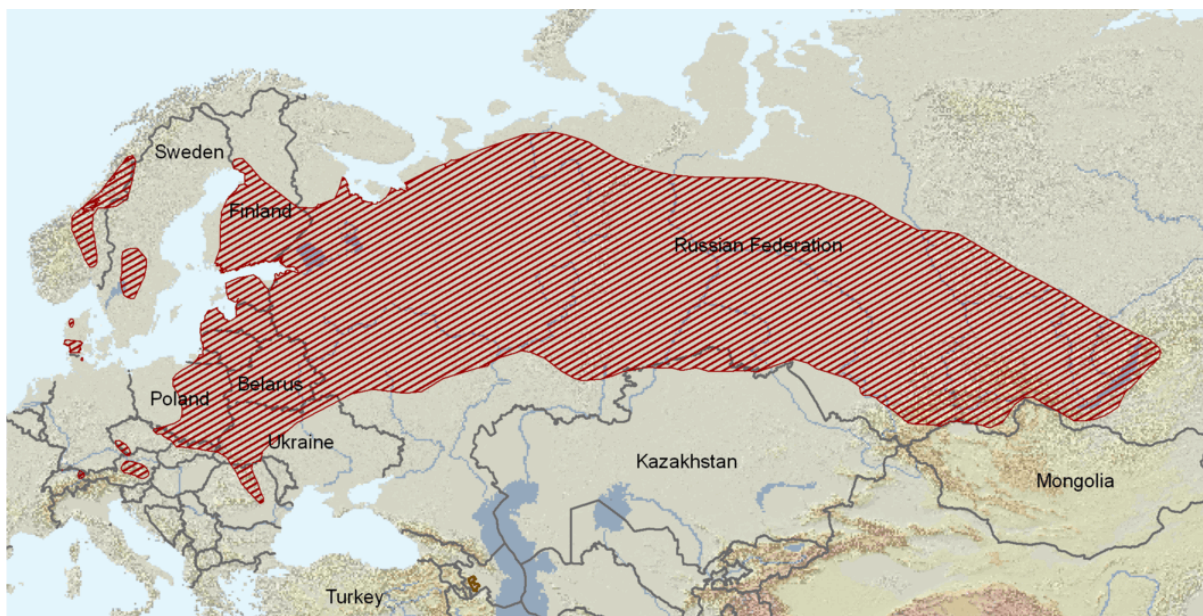 Sweden
Finland
Russian Federation
Belarus
Poland
Ukraine
Kazakhstan
Mongolia
Turkey